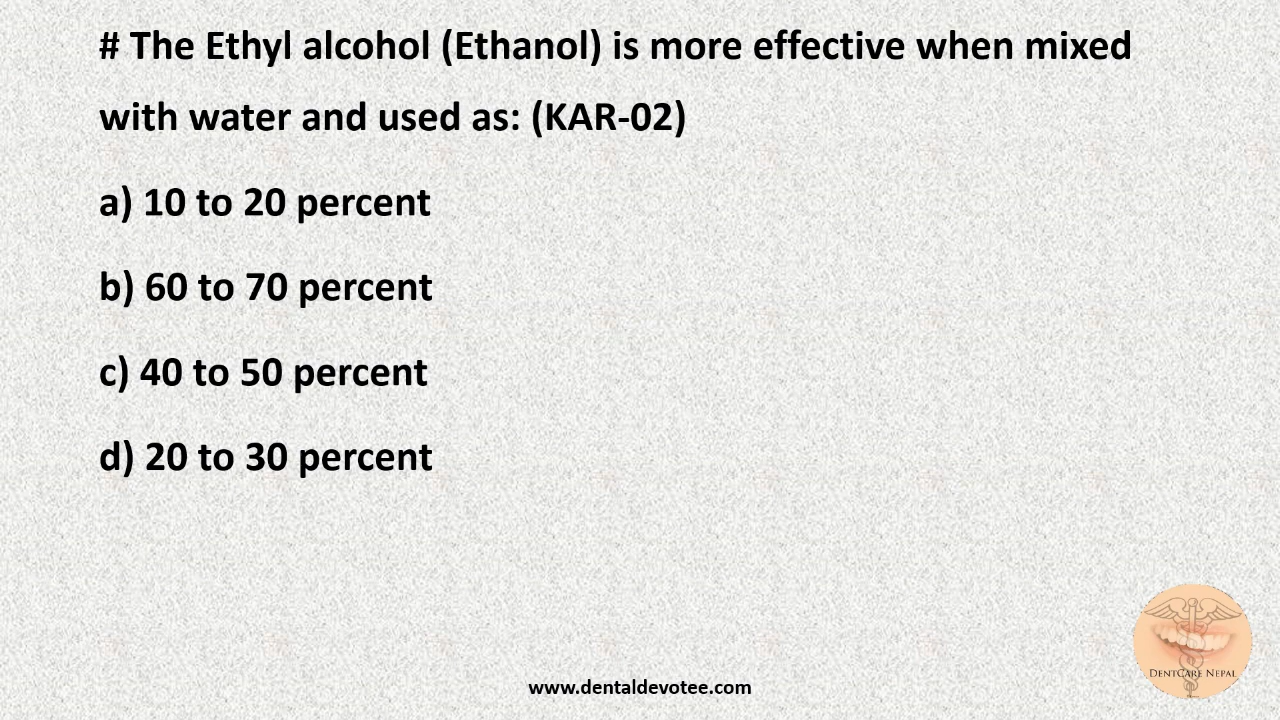 # The Ethyl alcohol (Ethanol) is more effective when mixed
with water and used as: (KAR-02)
a) 10 to 20 percent
b) 60 to 70 percent
c) 40 to 50 percent
d) 20 to 30 percent
DENTCARE NEPAL
www.dentaldevotee.com